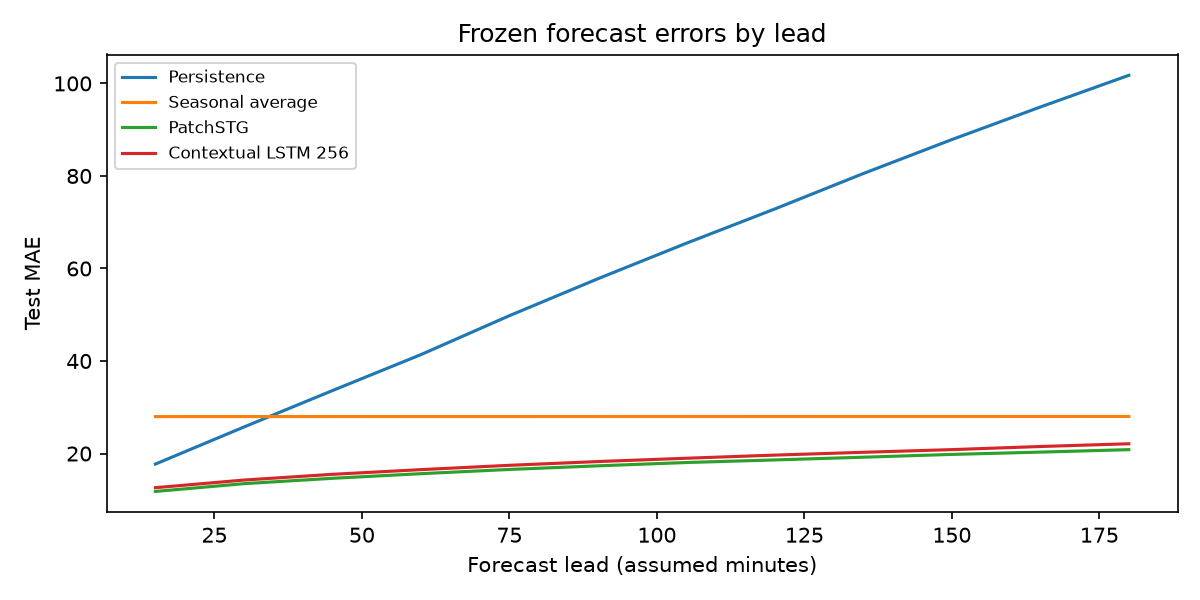 Frozen forecast errors by lead
Persistence
Seasonal average
PatchSTG
Contextual LSTM 256
Test MAE
100
80
60
40
20
25 50 75 100 125 150 175
Forecast lead (assumed minutes)